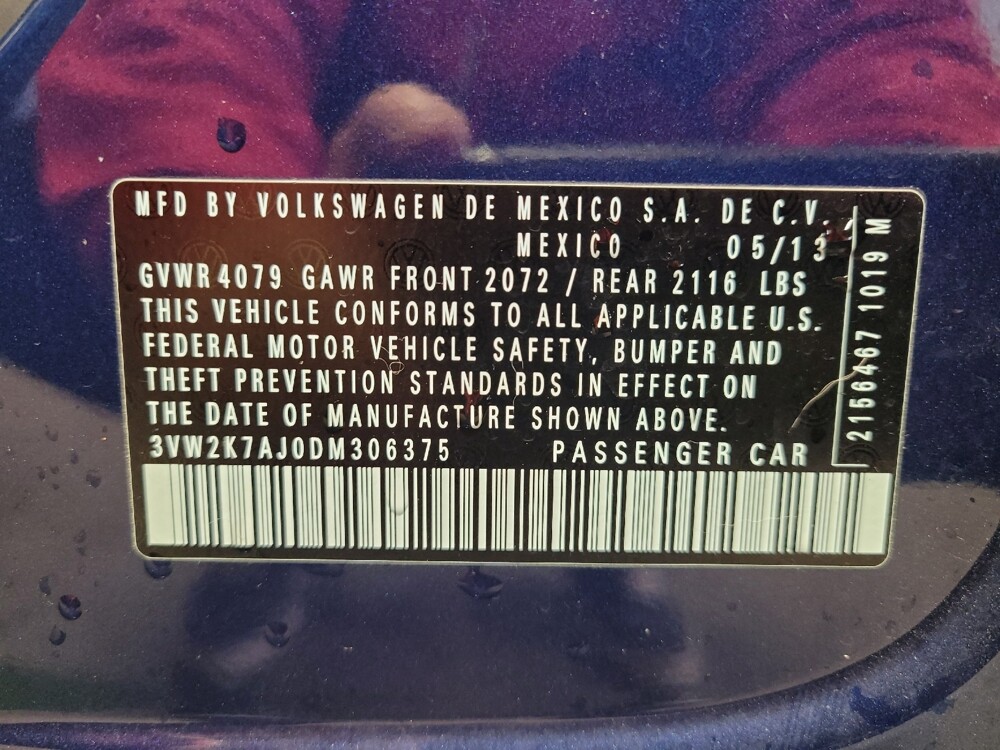 MFD BY VOLKSWAGEN DE MEXICO S.A. DE C.V.
MEXICO 05/13
GVWR 4079 GAWR FRONT 2072 / REAR 2116 LBS
THIS VEHICLE CONFORMS TO ALL APPLICABLE U.S.
FEDERAL MOTOR VEHICLE SAFETY, BUMPER AND
THEFT PREVENTION STANDARDS IN EFFECT ON
THE DATE OF MANUFACTURE SHOWN ABOVE.
3VW2K7AJ0DM306375 PASSENGER CAR
2156467 1019 M